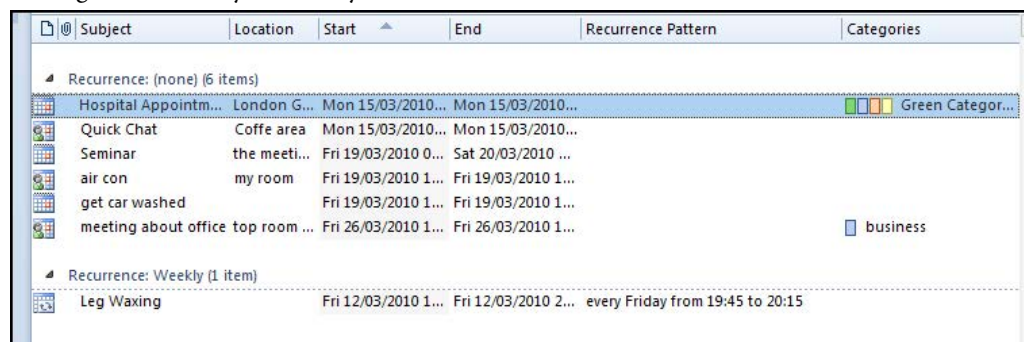 Subject Location Start End Recurrence Pattern Categories
Recurrence: (none) (6 items)
Hospital Appointm... London G... Mon 15/03/2010... Mon 15/03/2010... Green Categor...
Quick Chat Coffe area Mon 15/03/2010... Mon 15/03/2010...
Seminar the meeti... Fri 19/03/2010 0... Sat 20/03/2010 ...
air con my room Fri 19/03/2010 1... Fri 19/03/2010 1...
get car washed Fri 19/03/2010 1... Fri 19/03/2010 1...
meeting about office top room ... Fri 26/03/2010 1... Fri 26/03/2010 1... business
Recurrence: Weekly (1 item)
Leg Waxing Fri 12/03/2010 1... Fri 12/03/2010 2... every Friday from 19:45 to 20:15